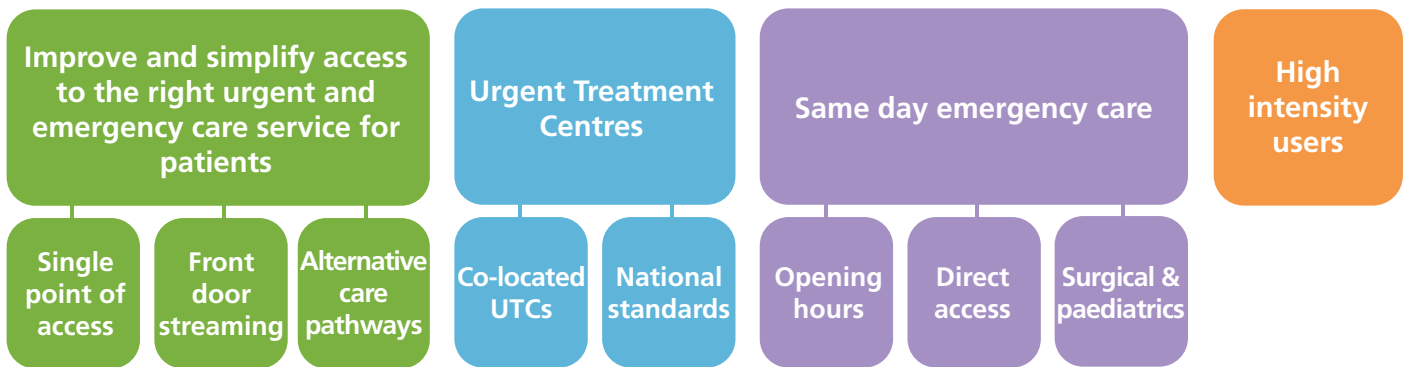 Improve and simplify access
to the right urgent and
emergency care service for
patients
Single
point of
access
Front
door
streaming
Alternative
care
pathways
Urgent Treatment
Centres
Co-located
UTCs
National
standards
Same day emergency care
Opening
hours
Direct
access
Surgical &
paediatrics
High
intensity
users